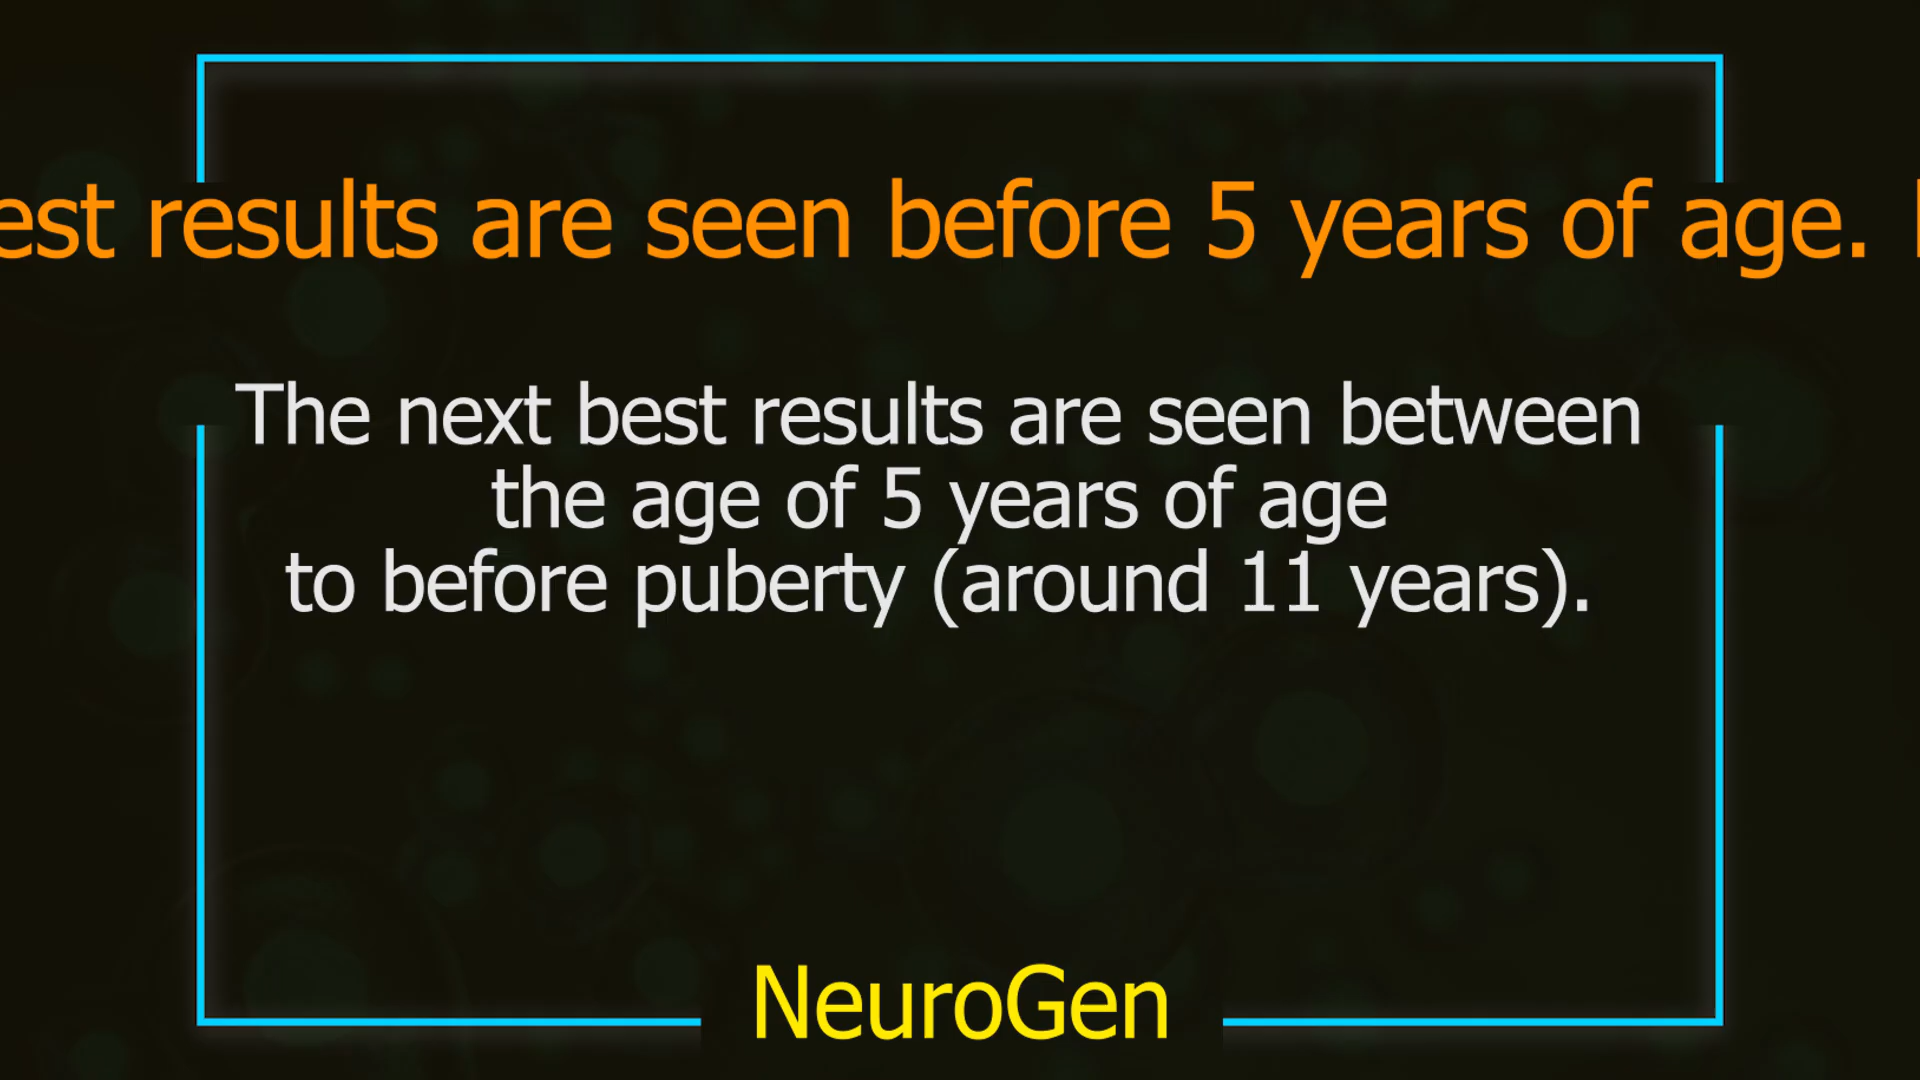 est results are seen before 5 years of age.
The next best results are seen between
the age of 5 years of age
to before puberty (around 11 years).
NeuroGen